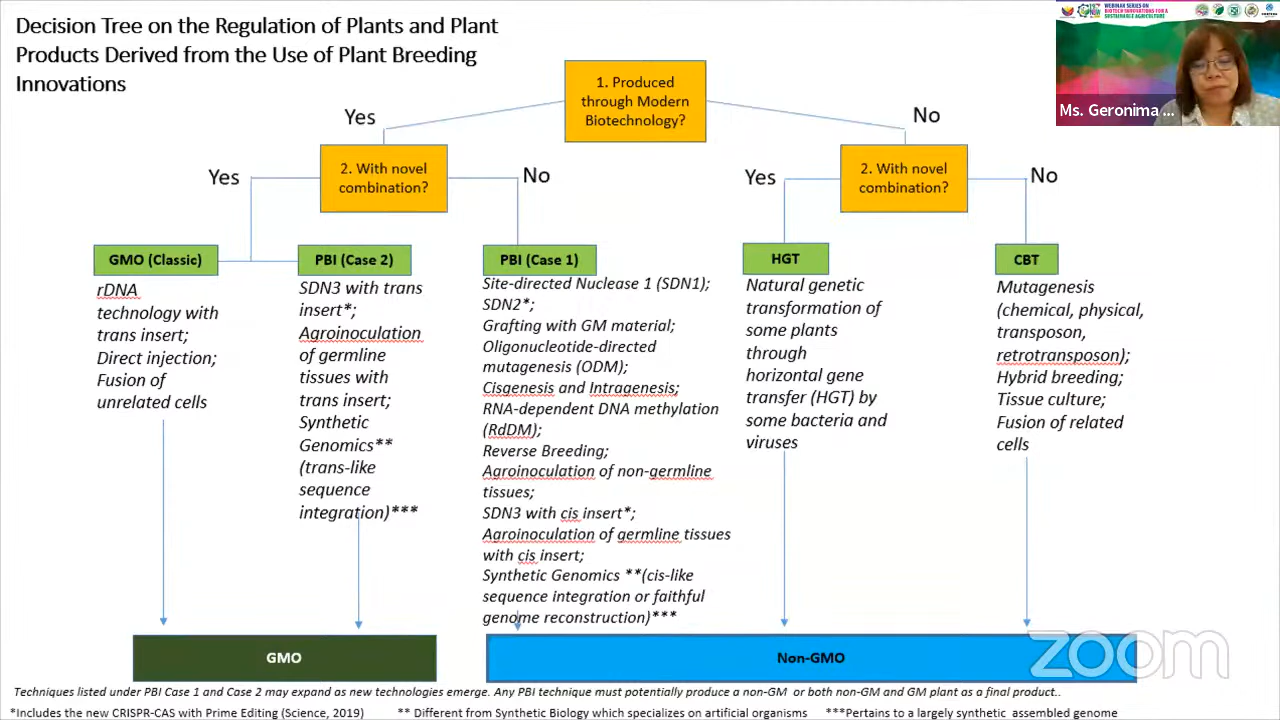 Decision Tree on the Regulation of Plants and Plant
Products Derived from the Use of Plant Breeding
Innovations
WEBINAR SERIES ON
BIOTECH INNOVATIONS FOR A
SUSTAINABLE AGRICULTURE
Ms. Geronima ...
1. Produced
through Modern
Biotechnology?
Yes
No
2. With novel
combination?
Yes
No
2. With novel
combination?
Yes
No
GMO (Classic)
rDNA
technology with
trans insert;
Direct injection;
Fusion of
unrelated cells
PBI (Case 2)
SDN3 with trans
insert*;
Agroinoculation
of germline
tissues with
trans insert;
Synthetic
Genomics**
(trans-like
sequence
integration)***
PBI (Case 1)
Site-directed Nuclease 1 (SDN1);
SDN2*;
Grafting with GM material;
Oligonucleotide-directed
mutagenesis (ODM);
Cisgenesis and Intragenesis;
RNA-dependent DNA methylation
(RdDM);
Reverse Breeding;
Agroinoculation of non-germline
tissues;
SDN3 with cis insert*;
Agroinoculation of germline tissues
with cis insert;
Synthetic Genomics **(cis-like
sequence integration or faithful
genome reconstruction)***
HGT
Natural genetic
transformation of
some plants
through
horizontal gene
transfer (HGT) by
some bacteria and
viruses
CBT
Mutagenesis
(chemical, physical,
transposon,
retrotransposon);
Hybrid breeding;
Tissue culture;
Fusion of related
cells
GMO
Non-GMO
zoom
Techniques listed under PBI Case 1 and Case 2 may expand as new technologies emerge. Any PBI technique must potentially produce a non-GM or both non-GM and GM plant as a final product..
*Includes the new CRISPR-CAS with Prime Editing (Science, 2019)
** Different from Synthetic Biology which specializes on artificial organisms
***Pertains to a largely synthetic assembled genome